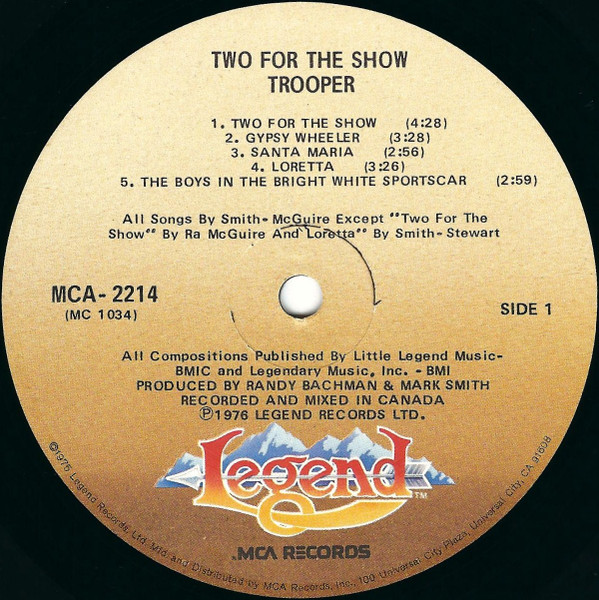 TWO FOR THE SHOW
TROOPER
1. TWO FOR THE SHOW (4:28)
2. GYPSY WHEELER (3:28)
3. SANTA MARIA (2:56)
4. LORETTA (3:26)
5. THE BOYS IN THE BRIGHT WHITE SPORTSCAR (2:59)
All Songs By Smith-McGuire Except "Two For The
Show" By Ra McGuire And Loretta" By Smith-Stewart
MCA-2214
(MC 1034)
SIDE 1
All Compositions Published By Little Legend Music-
BMIC and Legendary Music, Inc. - BMI
PRODUCED BY RANDY BACHMAN & MARK SMITH
RECORDED AND MIXED IN CANADA
Ⓟ1976 LEGEND RECORDS LTD.
Legend TM
MCA RECORDS
©1976 Legend Records, Ltd. Mfd. and Distributed by MCA Records, Inc., 100 Universal City Plaza, Universal City, CA 91608